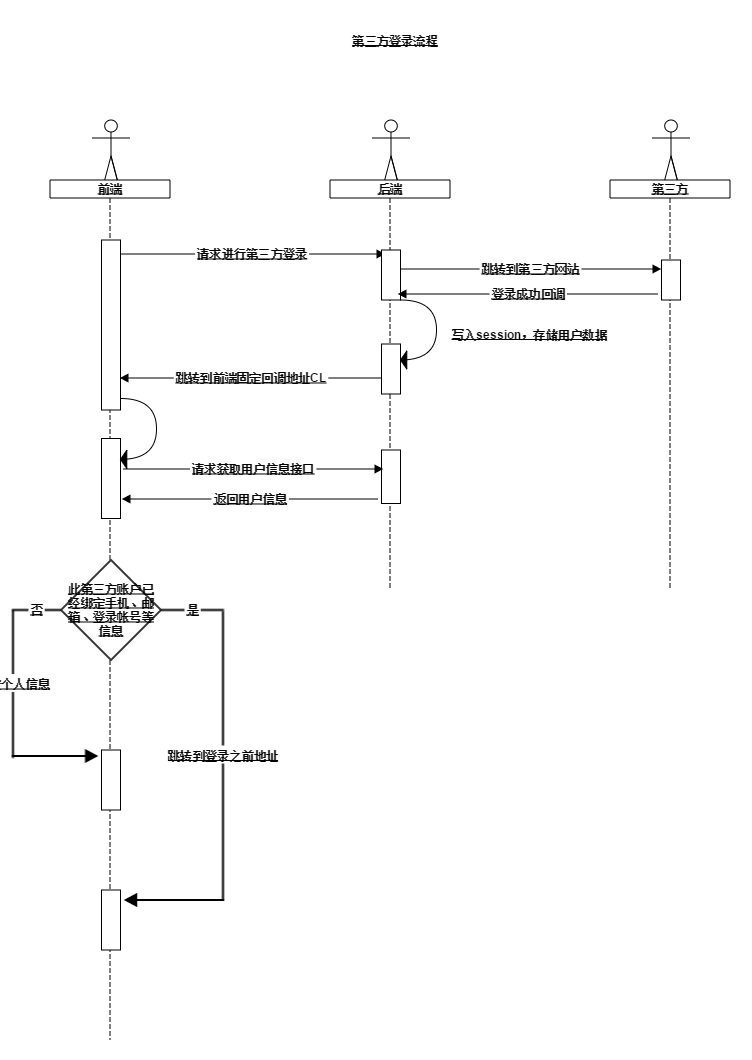 第三方登录流程
前端
后端
第三方
请求进行第三方登录
跳转到第三方网站
登录成功回调
写入session，存储用户数据
跳转到前端固定回调地址CL
请求获取用户信息接口
返回用户信息
此第三方账户已
经绑定手机、邮
箱、登录帐号等
信息
否
是
个人信息
跳转到登录之前地址